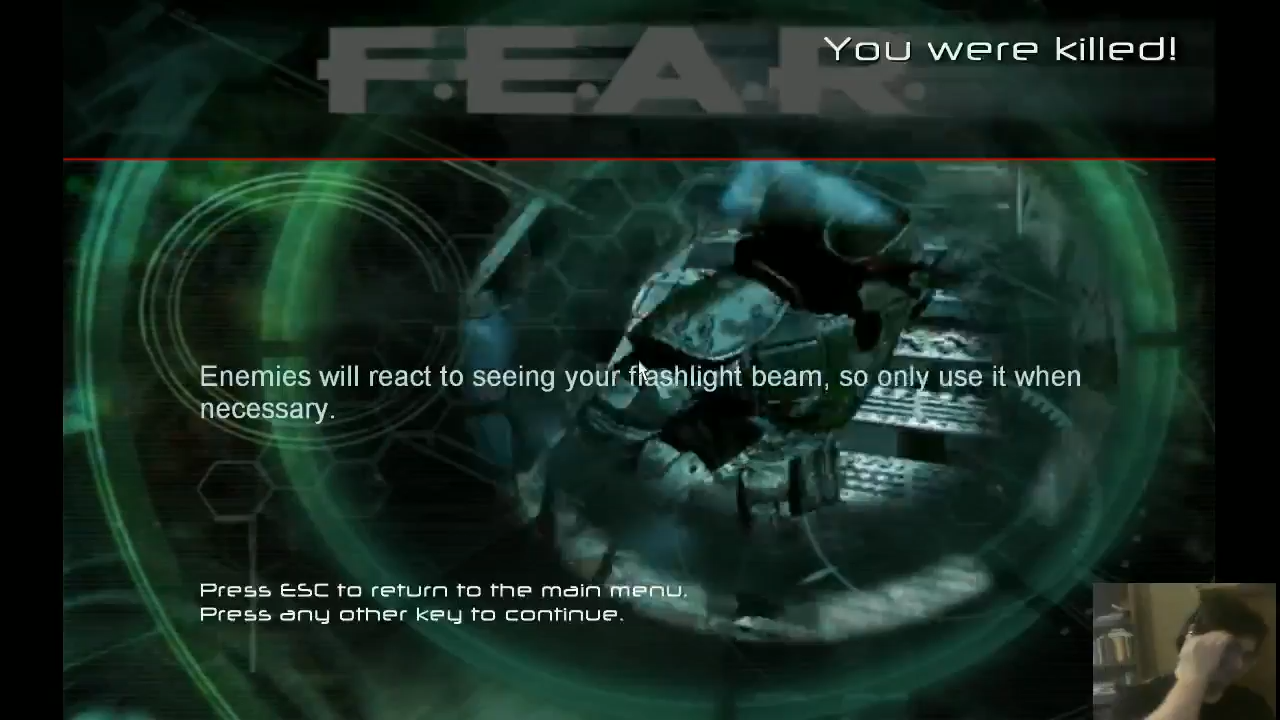 F.E.A.R.
You were killed!
Enemies will react to seeing your flashlight beam, so only use it when
necessary.
Press ESC to return to the main menu.
Press any other key to continue.